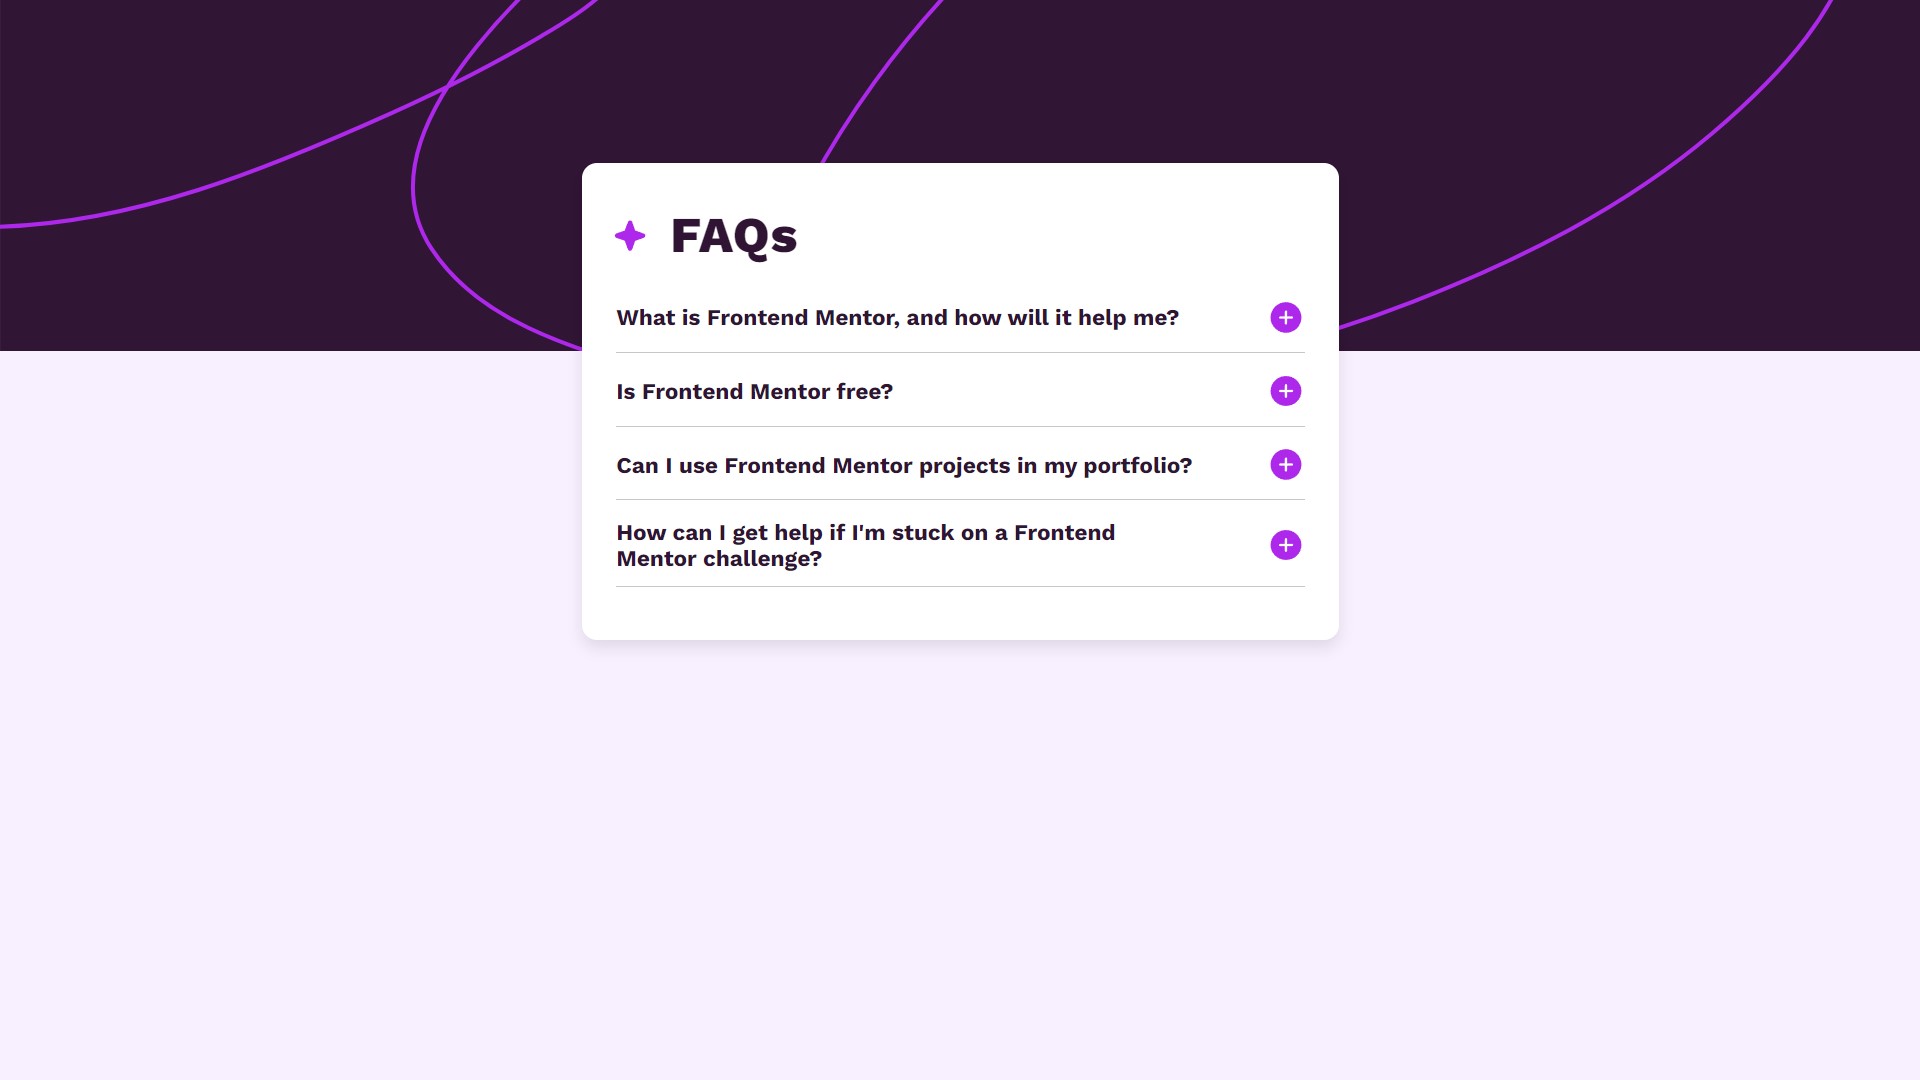 FAQs
What is Frontend Mentor, and how will it help me?
Is Frontend Mentor free?
Can I use Frontend Mentor projects in my portfolio?
How can I get help if I'm stuck on a Frontend
Mentor challenge?